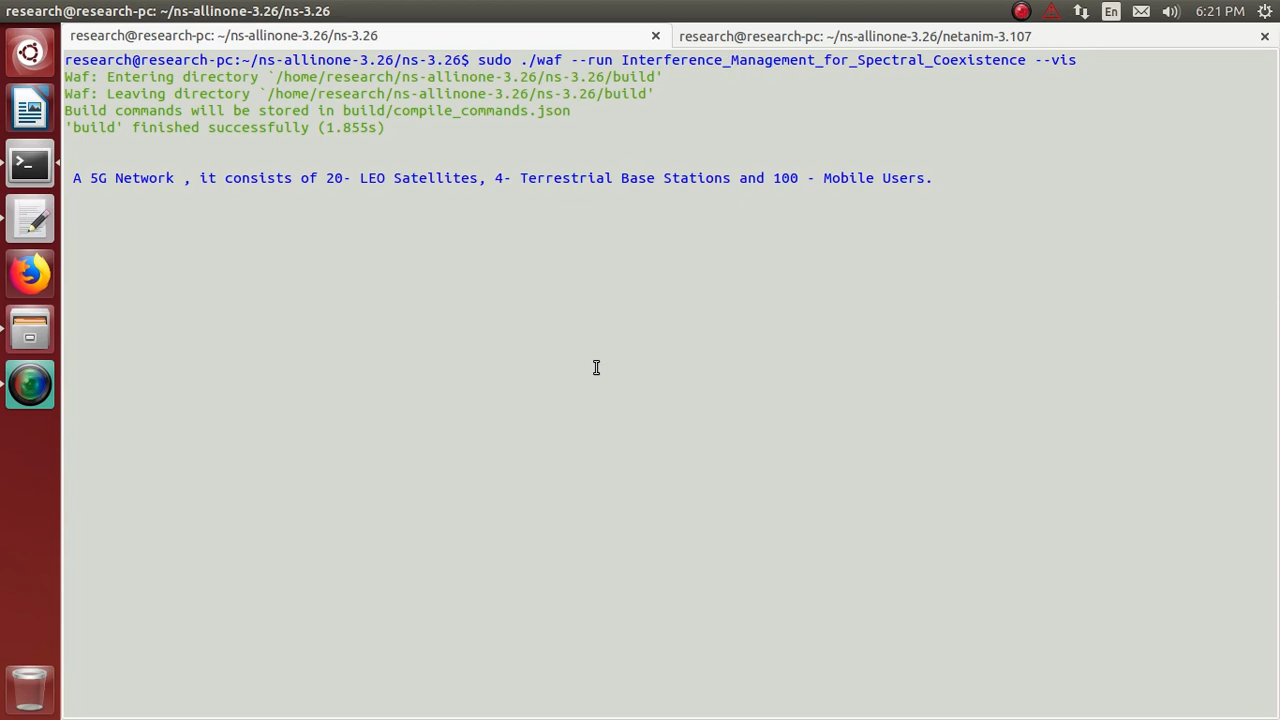 research@research-pc: ~/ns-allinone-3.26/ns-3.26
En
6:21 PM
research@research-pc: ~/ns-allinone-3.26/ns-3.26
research@research-pc: ~/ns-allinone-3.26/netanim-3.107
research@research-pc:~/ns-allinone-3.26/ns-3.26$ sudo ./waf --run Interference_Management_for_Spectral_Coexistence --vis
Waf: Entering directory `/home/research/ns-allinone-3.26/ns-3.26/build'
Waf: Leaving directory `/home/research/ns-allinone-3.26/ns-3.26/build'
Build commands will be stored in build/compile_commands.json
'build' finished successfully (1.855s)
A 5G Network , it consists of 20- LEO Satellites, 4- Terrestrial Base Stations and 100 - Mobile Users.